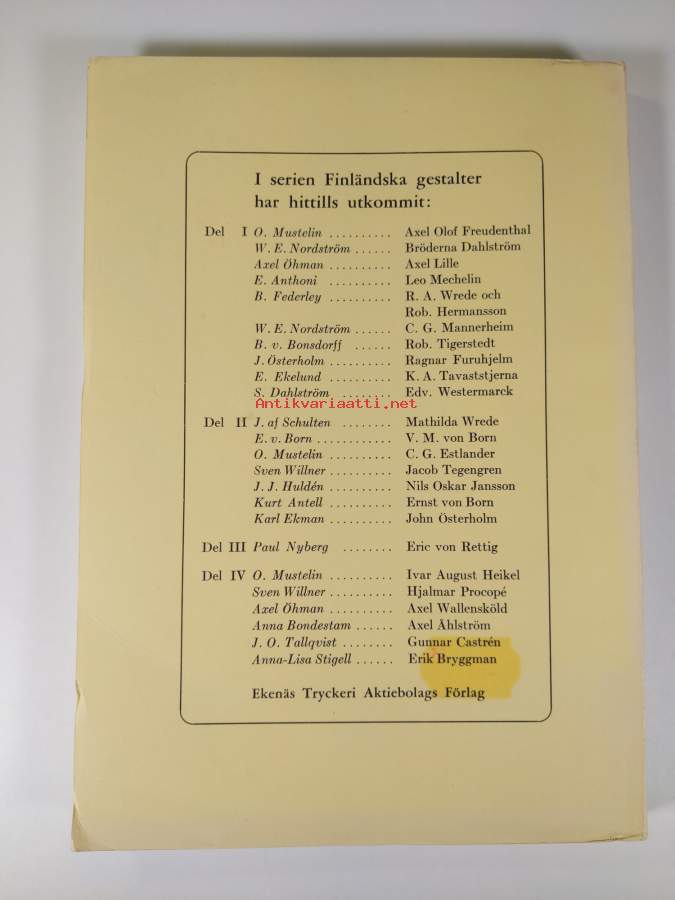 I serien Finländska gestalter
har hittills utkommit:
Del I O. Mustelin .......... Axel Olof Freudenthal
W. E. Nordström ...... Bröderna Dahlström
Axel Öhman .......... Axel Lille
E. Anthoni .......... Leo Mechelin
B. Federley .......... R. A. Wrede och
Rob. Hermansson
W. E. Nordström ...... C. G. Mannerheim
B. v. Bonsdorff ...... Rob. Tigerstedt
J. Österholm .......... Ragnar Furuhjelm
E. Ekelund .......... K. A. Tavaststjerna
S. Dahlström ........ Edv. Westermarck
Antikvariaatti.net
Del II J. af Schulten ........ Mathilda Wrede
E. v. Born ............ V. M. von Born
O. Mustelin .......... C. G. Estlander
Sven Willner .......... Jacob Tegengren
J. J. Huldén .......... Nils Oskar Jansson
Kurt Antell .......... Ernst von Born
Karl Ekman .......... John Österholm
Del III Paul Nyberg ........ Eric von Rettig
Del IV O. Mustelin .......... Ivar August Heikel
Sven Willner .......... Hjalmar Procopé
Axel Öhman .......... Axel Wallensköld
Anna Bondestam ...... Axel Åhlström
J. O. Tallqvist ........ Gunnar Castrén
Anna-Lisa Stigell ...... Erik Bryggman
Ekenäs Tryckeri Aktiebolags Förlag